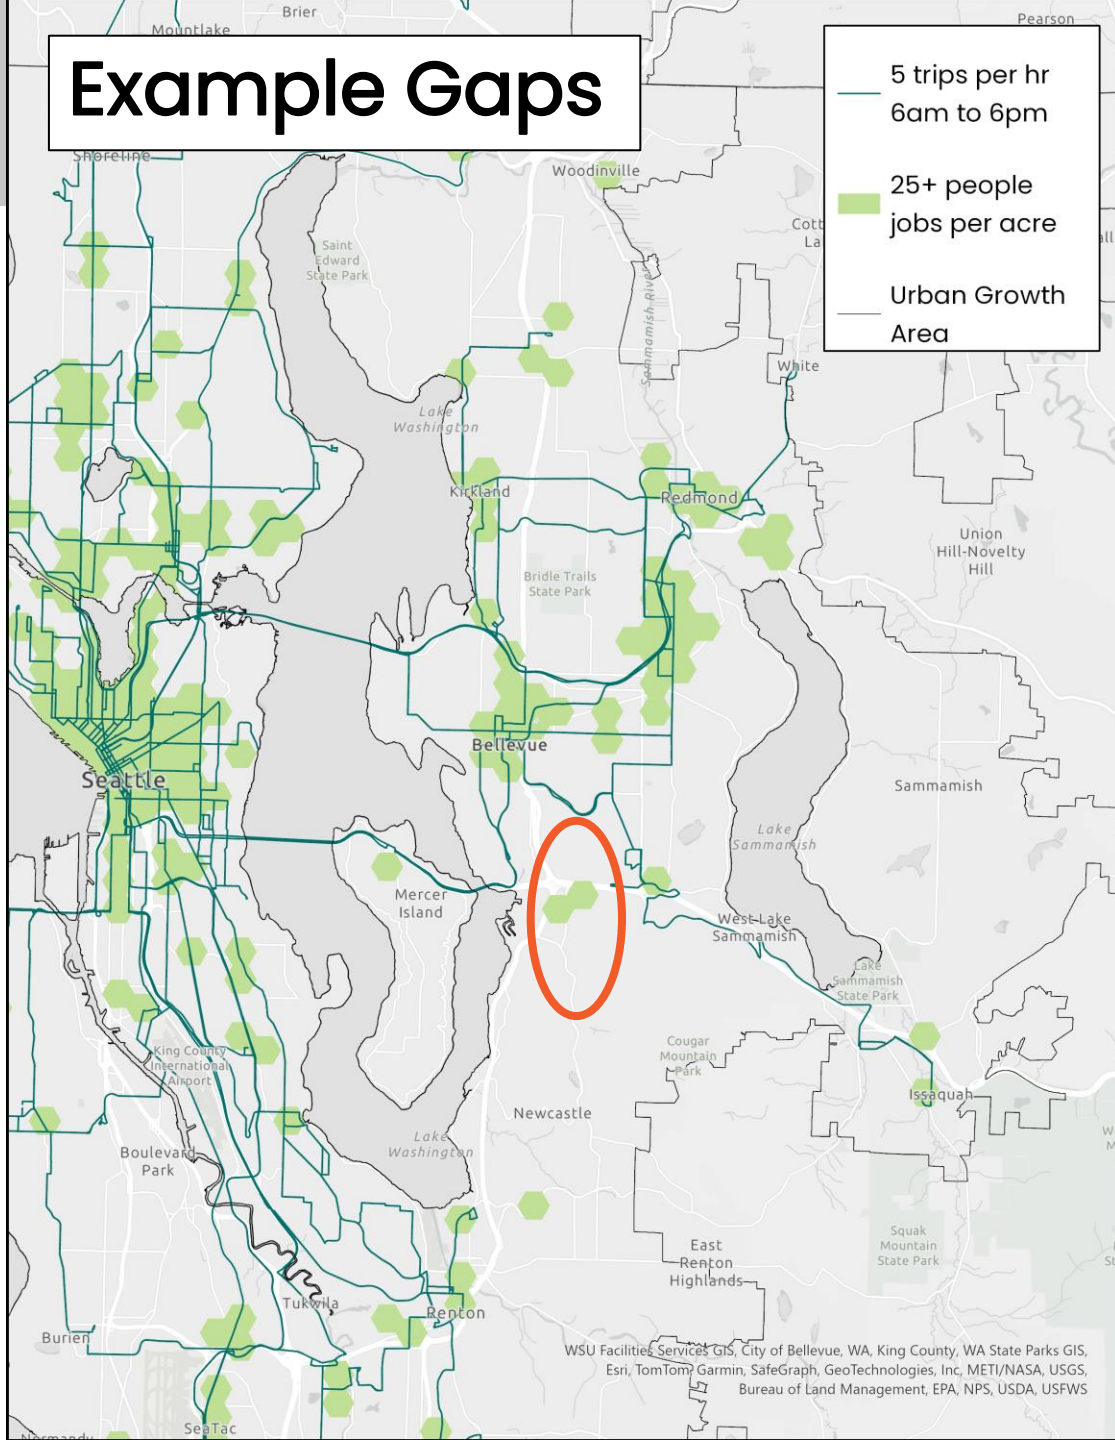 Brier
Pearson
Mountlake
Example Gaps
5 trips per hr
6am to 6pm
25+ people
jobs per acre
Urban Growth
Area
Shoreline
Woodinville
Saint
Edward
State Park
Cott
La
all
Sammamish River
White
Lake
Washington
Kirkland
Redmond
Union
Hill-Novelty
Hill
Bridle Trails
State Park
Bellevue
Seattle
Sammamish
Lake
Sammamish
Mercer
Island
West Lake
Sammamish
Lake
Sammamish
State Park
King County
International
Airport
Cougar
Mountain
Park
Issaquah
Newcastle
Boulevard
Park
Lake
Washington
W
M
Squak
Mountain
State Park
St
East
Renton
Highlands
Tukwila
Renton
Burien
WSU Facilities Services GIS, City of Bellevue, WA, King County, WA State Parks GIS,
Esri, TomTom, Garmin, SafeGraph, GeoTechnologies, Inc, METI/NASA, USGS,
Bureau of Land Management, EPA, NPS, USDA, USFWS
SeaTac
Normandy